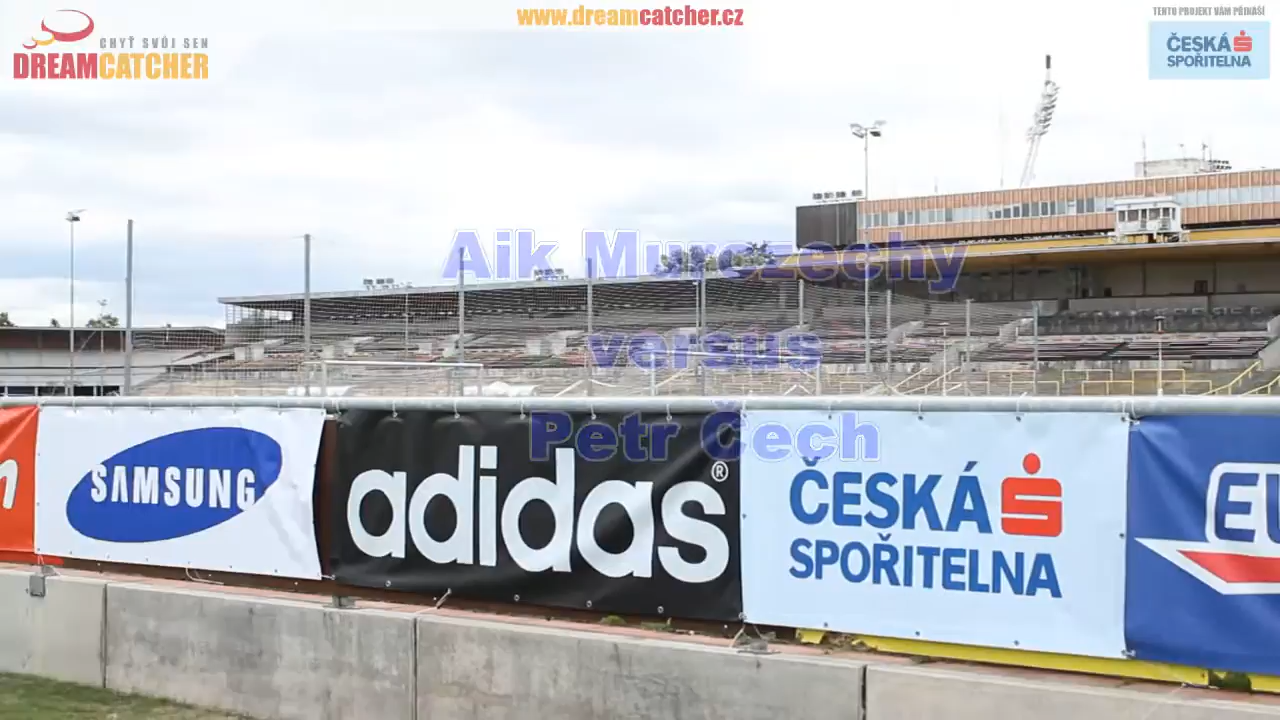 www.dreamcatcher.cz
TENTO PROJEKT VÁM PŘINÁŠÍ
CHYŤ SVŮJ SEN
DREAMCATCHER
ČESKÁ
SPOŘITELNA
Aik Murczechy
versus
Petr Čech
SAMSUNG
adidas®
ČESKÁ
SPOŘITELNA
EU